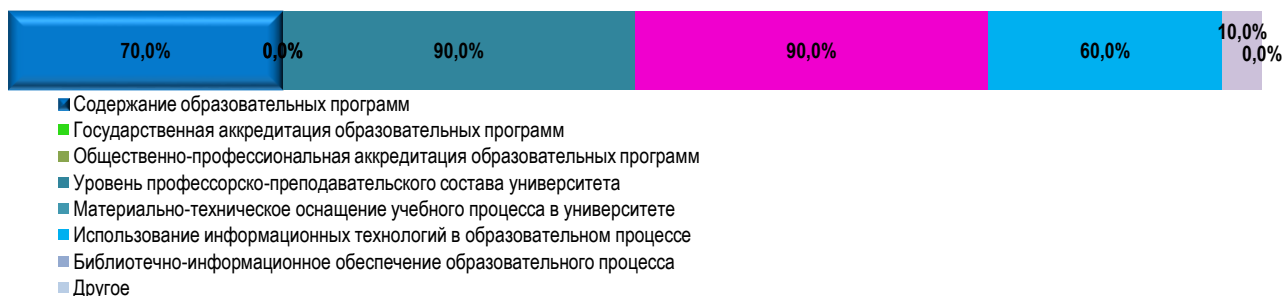 70,0%
0,0%
90,0%
90,0%
60,0%
10,0%
0,0%
Содержание образовательных программ
Государственная аккредитация образовательных программ
Общественно-профессиональная аккредитация образовательных программ
Уровень профессорско-преподавательского состава университета
Материально-техническое оснащение учебного процесса в университете
Использование информационных технологий в образовательном процессе
Библиотечно-информационное обеспечение образовательного процесса
Другое